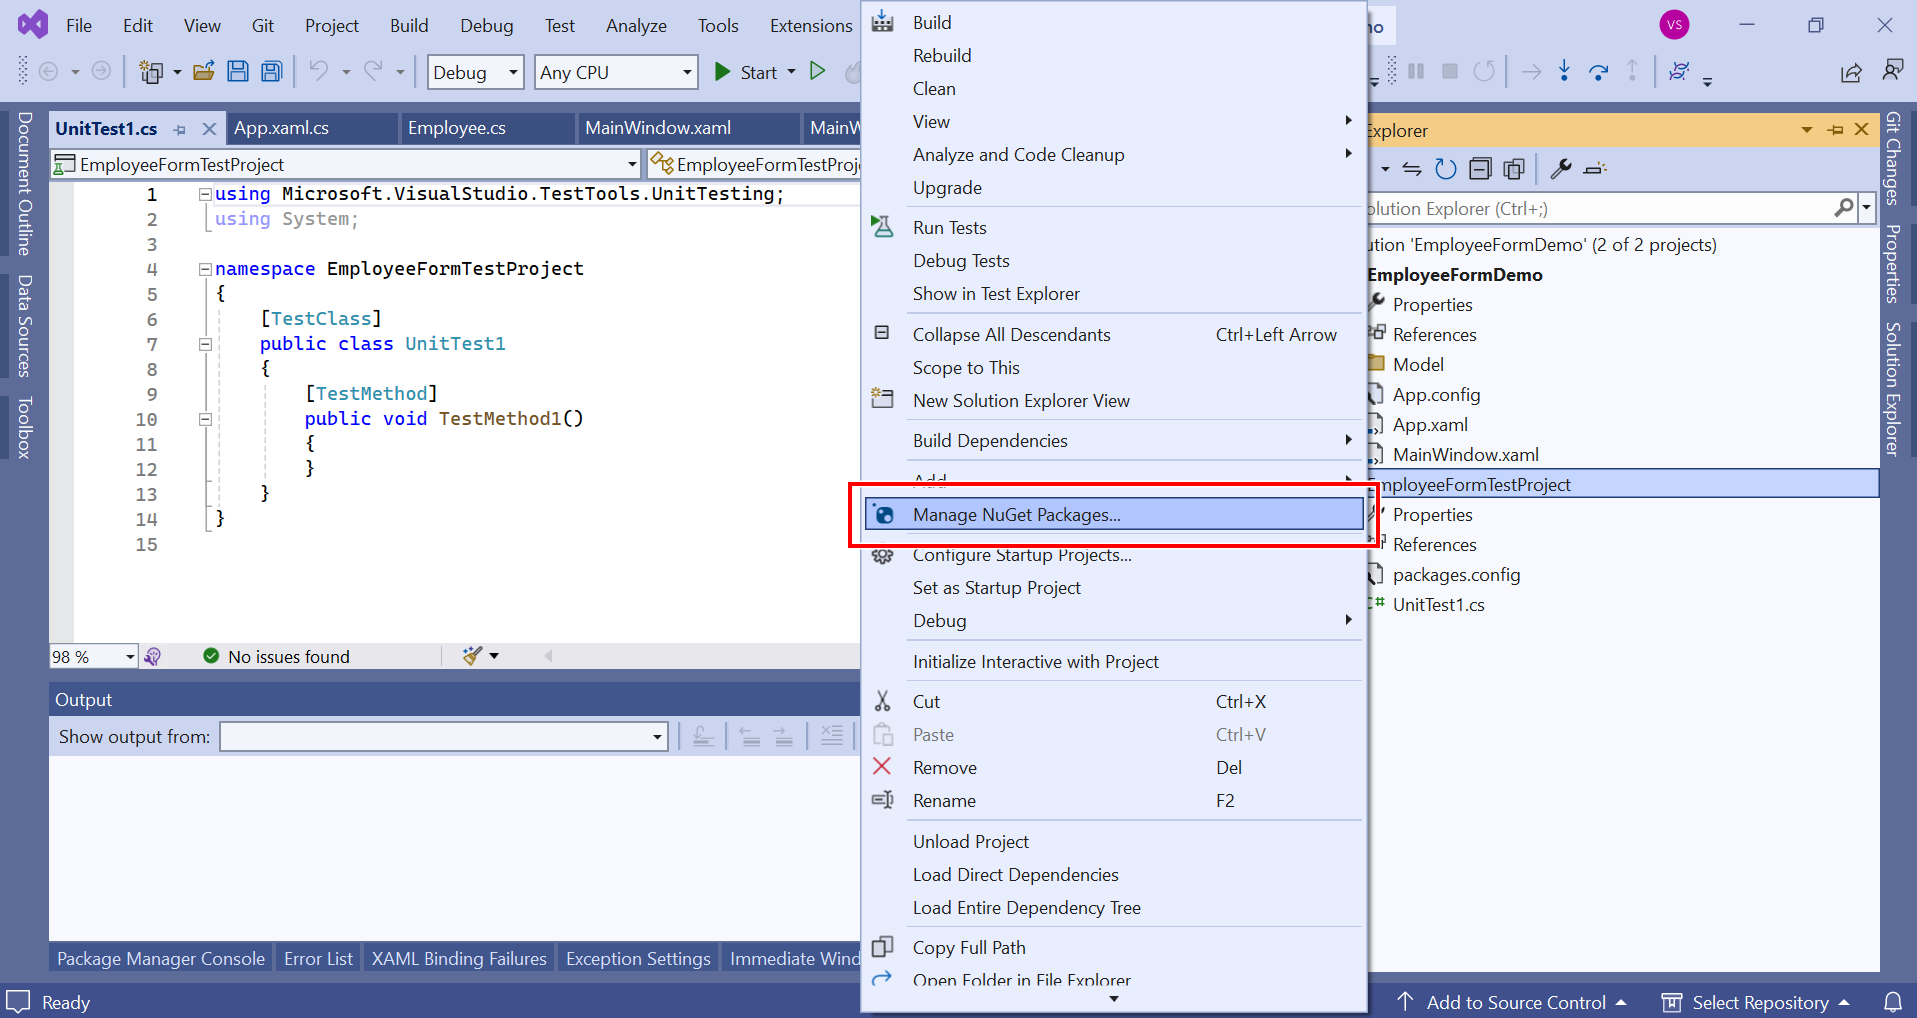 File Edit View Git Project Build Debug Test Analyze Tools Extensions
VS
Debug Any CPU Start
Document Outline
Data Sources
Toolbox
UnitTest1.cs App.xaml.cs Employee.cs MainWindow.xaml
EmployeeFormTestProject
1 using Microsoft.VisualStudio.TestTools.UnitTesting;
2 using System;
3
4 namespace EmployeeFormTestProject
5 {
6 [TestClass]
7 public class UnitTest1
8 {
9 [TestMethod]
10 public void TestMethod1()
11 {
12 }
13 }
14 }
15
98 % No issues found
Output
Show output from:
Package Manager Console Error List XAML Binding Failures Exception Settings Immediate Wind
Ready
Build
Rebuild
Clean
View
Analyze and Code Cleanup
Upgrade
Run Tests
Debug Tests
Show in Test Explorer
Collapse All Descendants Ctrl+Left Arrow
Scope to This
New Solution Explorer View
Build Dependencies
Add
Manage NuGet Packages...
Configure Startup Projects...
Set as Startup Project
Debug
Initialize Interactive with Project
Cut Ctrl+X
Paste Ctrl+V
Remove Del
Rename F2
Unload Project
Load Direct Dependencies
Load Entire Dependency Tree
Copy Full Path
Open Folder in File Explorer
Explorer
olution Explorer (Ctrl+;)
ution 'EmployeeFormDemo' (2 of 2 projects)
EmployeeFormDemo
Properties
References
Model
App.config
App.xaml
MainWindow.xaml
EmployeeFormTestProject
Properties
References
packages.config
C# UnitTest1.cs
Git Changes
Properties
Solution Explorer
Add to Source Control Select Repository